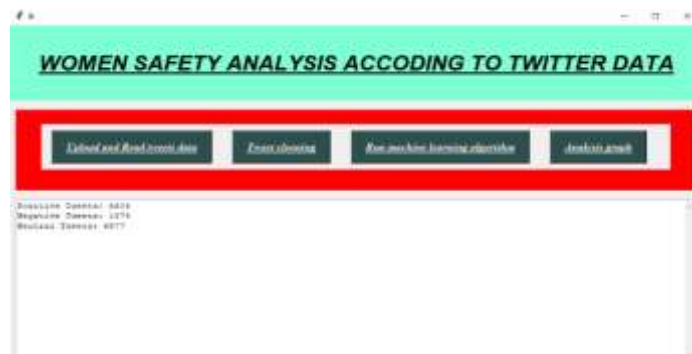 WOMEN SAFETY ANALYSIS ACCODING TO TWITTER DATA
Upload and Read tweets data Tweet cleaning Run machine learning algorithm Analysis graph
Positive Tweets:
Negative Tweets:
Neutral Tweets: